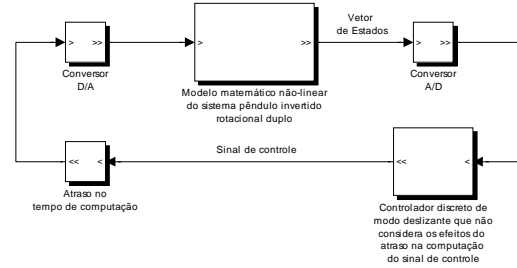 Vetor
de Estados
>
>>
>
>>
>
>>
Conversor
D/A
Modelo matemático não-linear
do sistema pêndulo invertido
rotacional duplo
Conversor
A/D
Sinal de controle
<<
<
<<
<
Atraso no
tempo de computação
Controlador discreto de
modo deslizante que não
considera os efeitos do
atraso na computação
do sinal de controle